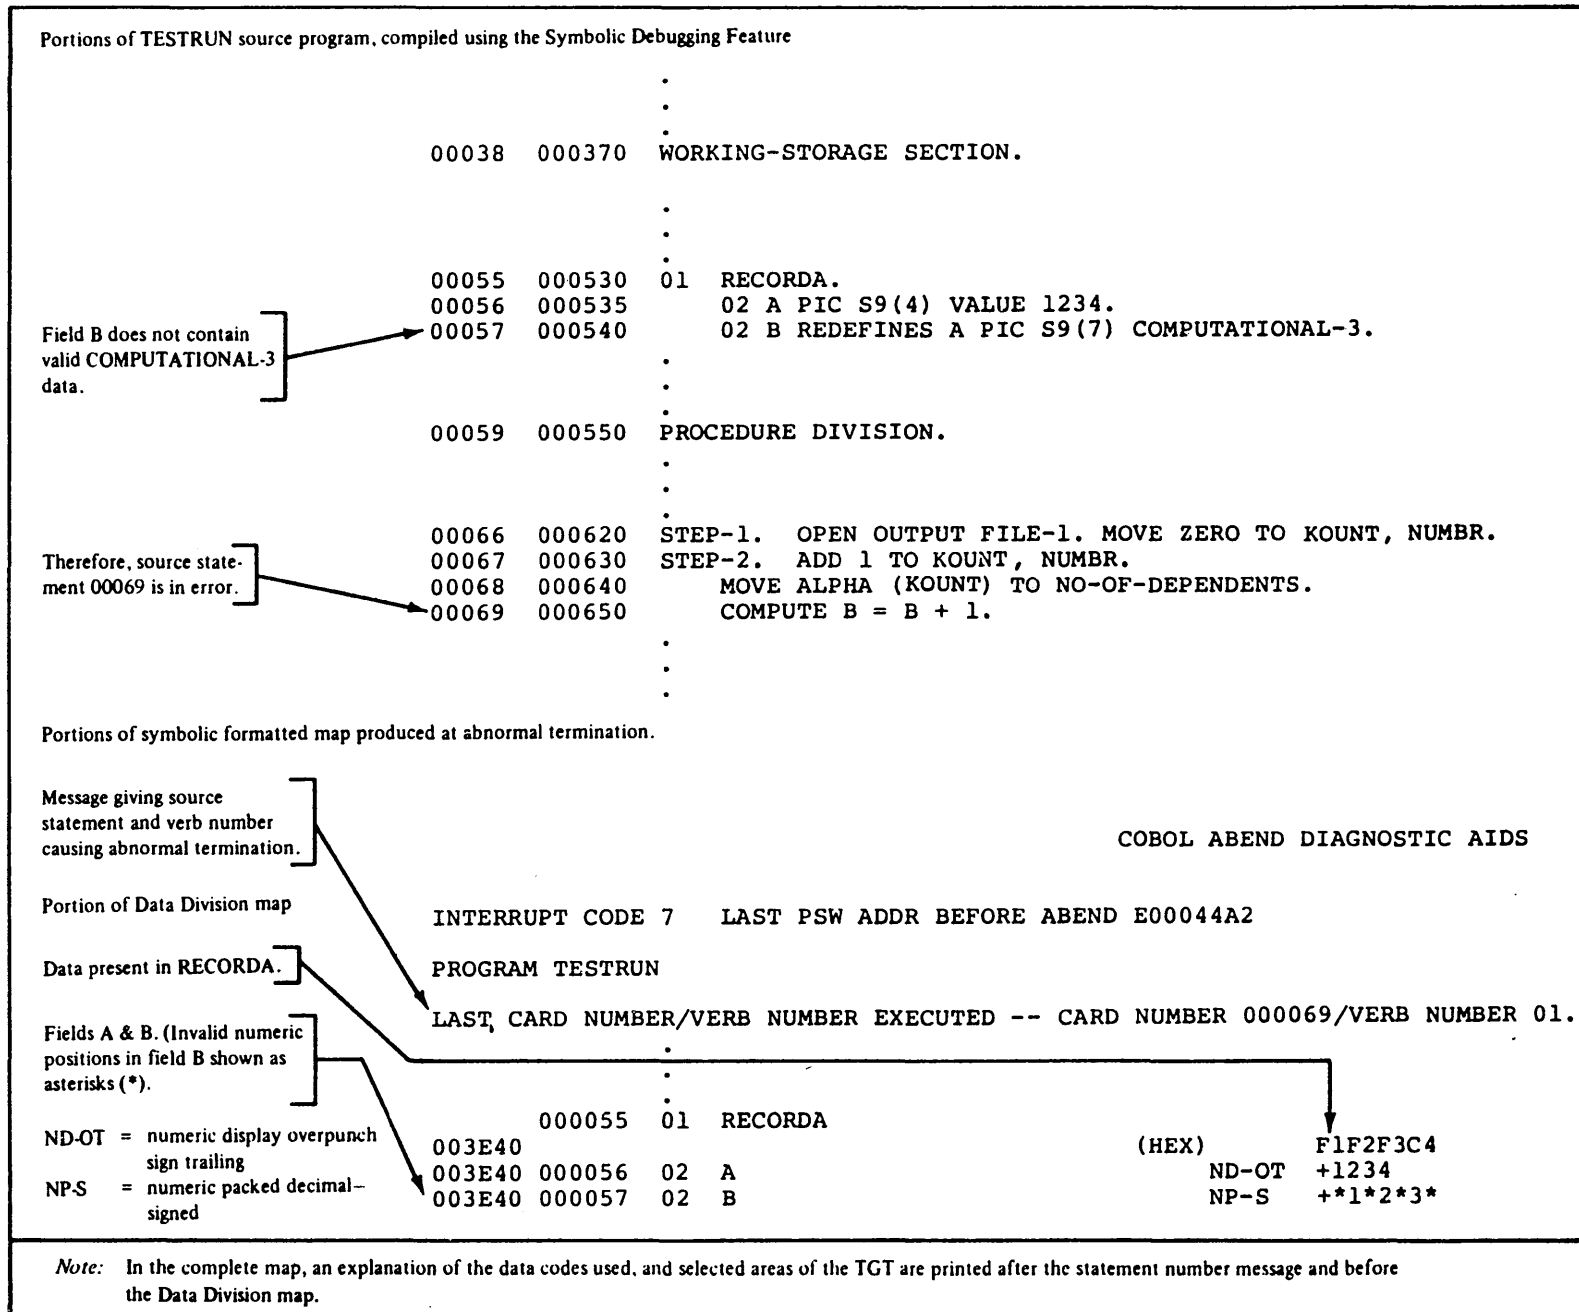 Portions of TESTRUN source program, compiled using the Symbolic Debugging Feature
.
.
.
00038 000370 WORKING-STORAGE SECTION.
.
.
.
00055 000530 01 RECORDA.
00056 000535 02 A PIC S9(4) VALUE 1234.
00057 000540 02 B REDEFINES A PIC S9(7) COMPUTATIONAL-3.
Field B does not contain
valid COMPUTATIONAL-3
data.
.
.
.
00059 000550 PROCEDURE DIVISION.
.
.
.
00066 000620 STEP-1. OPEN OUTPUT FILE-1. MOVE ZERO TO KOUNT, NUMBR.
00067 000630 STEP-2. ADD 1 TO KOUNT, NUMBR.
00068 000640 MOVE ALPHA (KOUNT) TO NO-OF-DEPENDENTS.
00069 000650 COMPUTE B = B + 1.
Therefore, source state-
ment 00069 is in error.
.
.
.
Portions of symbolic formatted map produced at abnormal termination.
Message giving source
statement and verb number
causing abnormal termination.
COBOL ABEND DIAGNOSTIC AIDS
Portion of Data Division map
INTERRUPT CODE 7 LAST PSW ADDR BEFORE ABEND E00044A2
Data present in RECORDA.
PROGRAM TESTRUN
LAST CARD NUMBER/VERB NUMBER EXECUTED -- CARD NUMBER 000069/VERB NUMBER 01.
Fields A & B. (Invalid numeric
positions in field B shown as
asterisks (*).
.
.
.
000055 01 RECORDA
003E40 (HEX) F1F2F3C4
003E40 000056 02 A ND-OT +1234
003E40 000057 02 B NP-S +*1*2*3*
ND-OT = numeric display overpunch
sign trailing
NP-S = numeric packed decimal–
signed
Note: In the complete map, an explanation of the data codes used, and selected areas of the TGT are printed after the statement number message and before
the Data Division map.